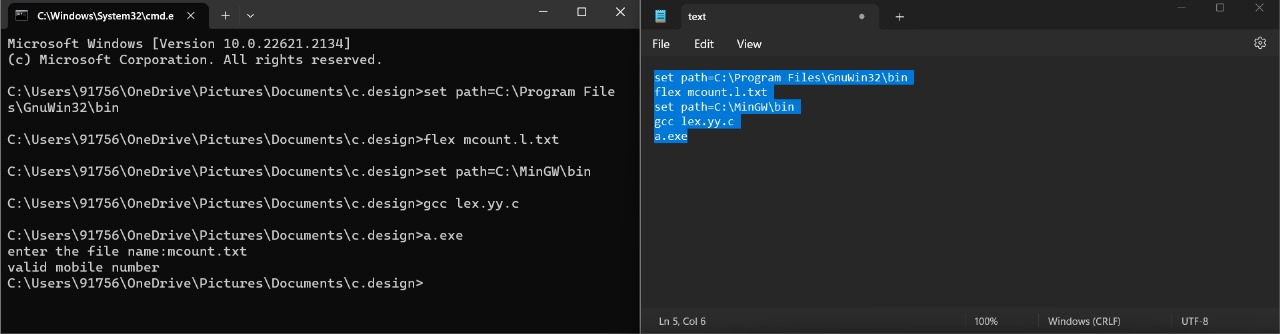 C:\Windows\System32\cmd.e
Microsoft Windows [Version 10.0.22621.2134]
(c) Microsoft Corporation. All rights reserved.
C:\Users\91756\OneDrive\Pictures\Documents\c.design>set path=C:\Program File
s\GnuWin32\bin
C:\Users\91756\OneDrive\Pictures\Documents\c.design>flex mcount.l.txt
C:\Users\91756\OneDrive\Pictures\Documents\c.design>set path=C:\MinGW\bin
C:\Users\91756\OneDrive\Pictures\Documents\c.design>gcc lex.yy.c
C:\Users\91756\OneDrive\Pictures\Documents\c.design>a.exe
enter the file name:mcount.txt
valid mobile number
C:\Users\91756\OneDrive\Pictures\Documents\c.design>
text
File Edit View
set path=C:\Program Files\GnuWin32\bin
flex mcount.l.txt
set path=C:\MinGW\bin
gcc lex.yy.c
a.exe
Ln 5, Col 6 100% Windows (CRLF) UTF-8